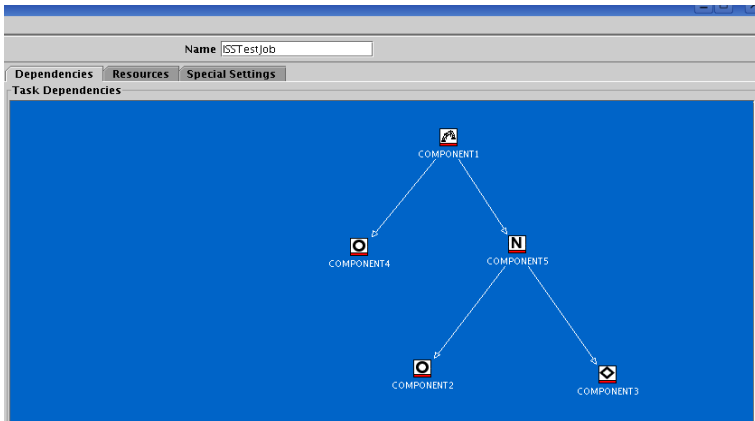 Name ISSTestJob
Dependencies Resources Special Settings
Task Dependencies
COMPONENT1
N
COMPONENT4
COMPONENT5
COMPONENT2
COMPONENT3